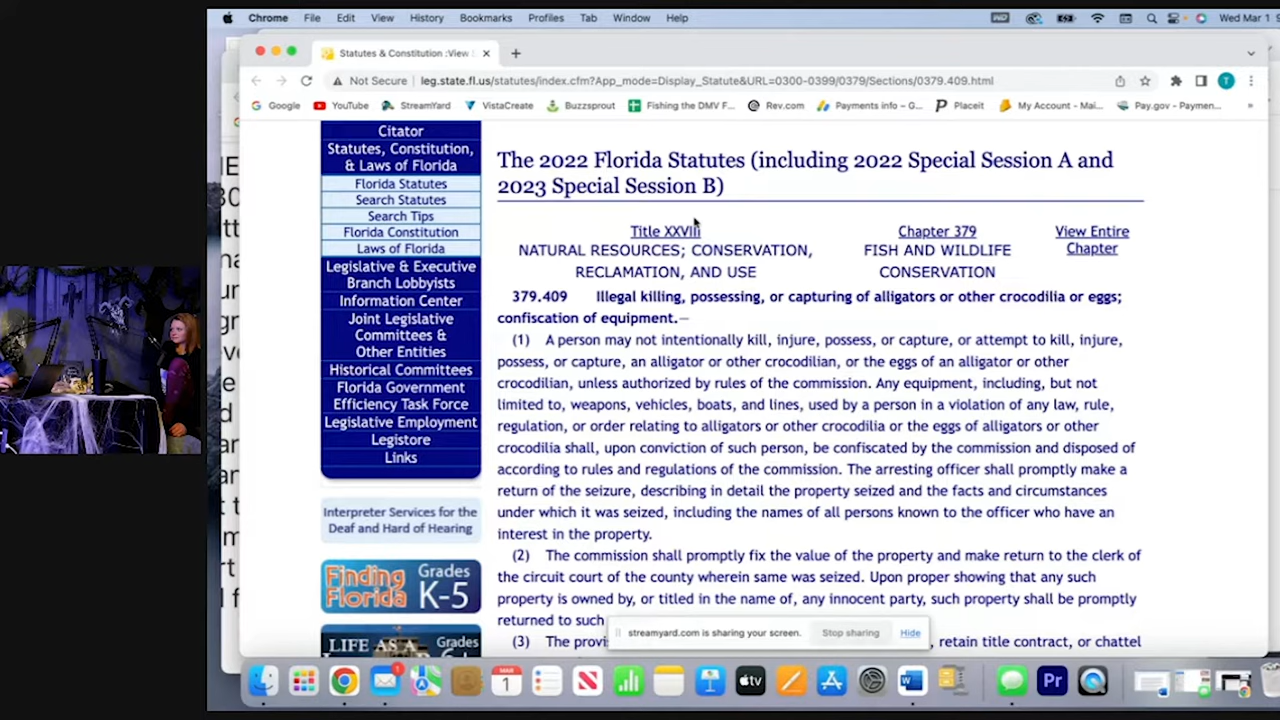 Chrome File Edit View History Bookmarks Profiles Tab Window Help
Wed Mar 1
Statutes & Constitution :View
Not Secure leg.state.fl.us/statutes/index.cfm?App_mode=Display_Statute&URL=0300-0399/0379/Sections/0379.409.html
Google YouTube StreamYard VistaCreate Buzzsprout Fishing the DMV F... Rev.com Payments info – G... Placeit My Account - Mai... Pay.gov - Paymen... »
Citator
Statutes, Constitution,
& Laws of Florida
Florida Statutes
Search Statutes
Search Tips
Florida Constitution
Laws of Florida
Legislative & Executive
Branch Lobbyists
Information Center
Joint Legislative
Committees &
Other Entities
Historical Committees
Florida Government
Efficiency Task Force
Legislative Employment
Legistore
Links
Interpreter Services for the
Deaf and Hard of Hearing
Finding
Florida
Grades
K-5
LIFE AS A
Grades
The 2022 Florida Statutes (including 2022 Special Session A and
2023 Special Session B)
Title XXVIII
NATURAL RESOURCES; CONSERVATION,
RECLAMATION, AND USE
Chapter 379
FISH AND WILDLIFE
CONSERVATION
View Entire
Chapter
379.409 Illegal killing, possessing, or capturing of alligators or other crocodilia or eggs;
confiscation of equipment.—
(1) A person may not intentionally kill, injure, possess, or capture, or attempt to kill, injure,
possess, or capture, an alligator or other crocodilian, or the eggs of an alligator or other
crocodilian, unless authorized by rules of the commission. Any equipment, including, but not
limited to, weapons, vehicles, boats, and lines, used by a person in a violation of any law, rule,
regulation, or order relating to alligators or other crocodilia or the eggs of alligators or other
crocodilia shall, upon conviction of such person, be confiscated by the commission and disposed of
according to rules and regulations of the commission. The arresting officer shall promptly make a
return of the seizure, describing in detail the property seized and the facts and circumstances
under which it was seized, including the names of all persons known to the officer who have an
interest in the property.
(2) The commission shall promptly fix the value of the property and make return to the clerk of
the circuit court of the county wherein same was seized. Upon proper showing that any such
property is owned by, or titled in the name of, any innocent party, such property shall be promptly
returned to such
(3) The provi , retain title contract, or chattel
streamyard.com is sharing your screen. Stop sharing Hide
MAR
1
1
tv
W
Pr